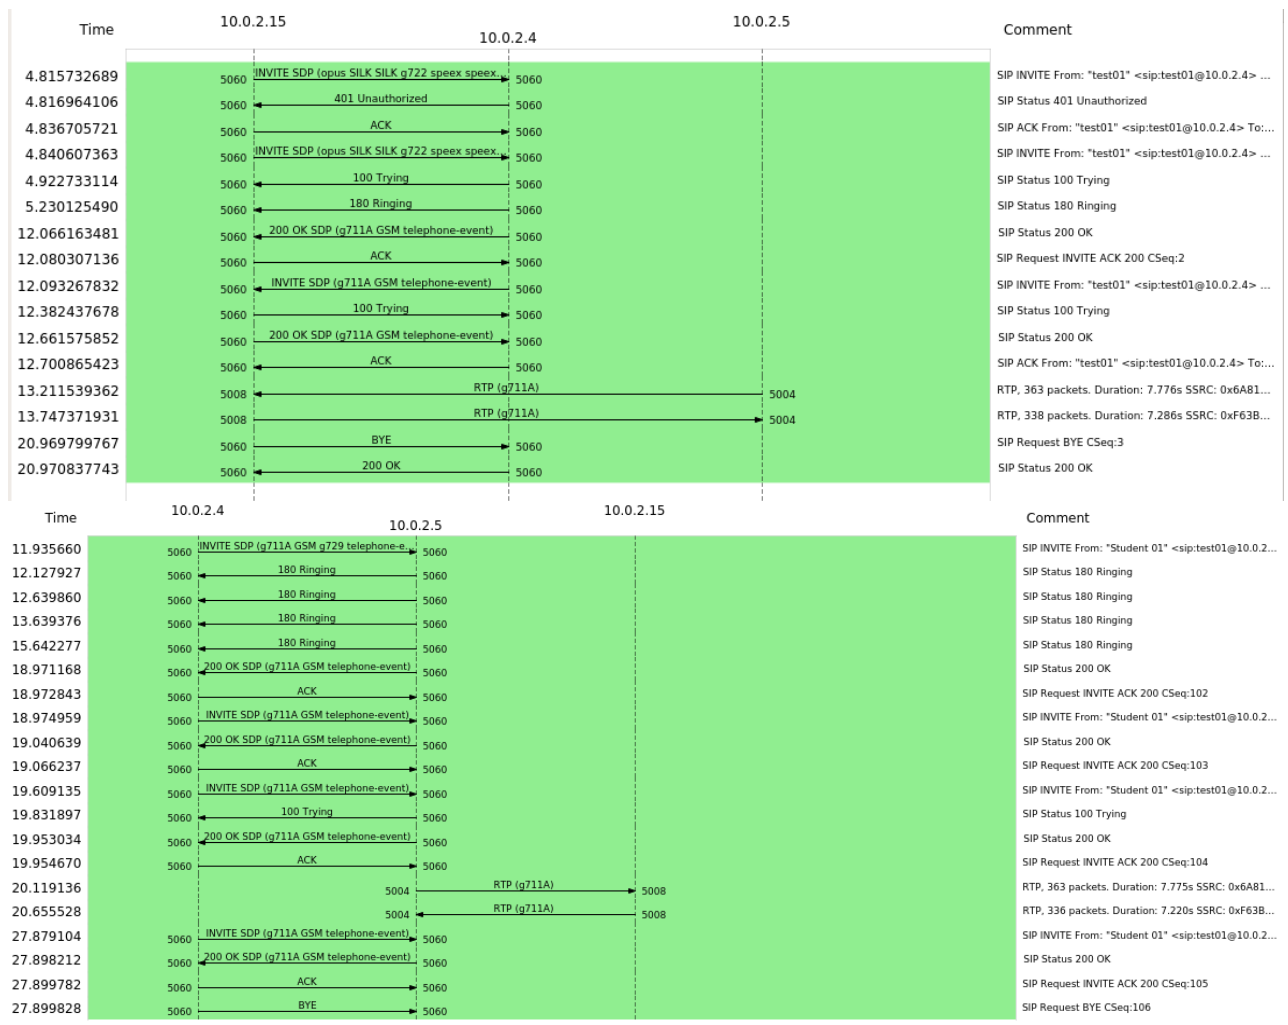 Time 10.0.2.15 10.0.2.4 10.0.2.5 Comment
4.815732689 5060 INVITE SDP (opus SILK SILK g722 speex speex... 5060 SIP INVITE From: "test01" <sip:test01@10.0.2.4> ...
4.816964106 5060 401 Unauthorized 5060 SIP Status 401 Unauthorized
4.836705721 5060 ACK 5060 SIP ACK From: "test01" <sip:test01@10.0.2.4> To:...
4.840607363 5060 INVITE SDP (opus SILK SILK g722 speex speex... 5060 SIP INVITE From: "test01" <sip:test01@10.0.2.4> ...
4.922733114 5060 100 Trying 5060 SIP Status 100 Trying
5.230125490 5060 180 Ringing 5060 SIP Status 180 Ringing
12.066163481 5060 200 OK SDP (g711A GSM telephone-event) 5060 SIP Status 200 OK
12.080307136 5060 ACK 5060 SIP Request INVITE ACK 200 CSeq:2
12.093267832 5060 INVITE SDP (g711A GSM telephone-event) 5060 SIP INVITE From: "test01" <sip:test01@10.0.2.4> ...
12.382437678 5060 100 Trying 5060 SIP Status 100 Trying
12.661575852 5060 200 OK SDP (g711A GSM telephone-event) 5060 SIP Status 200 OK
12.700865423 5060 ACK 5060 SIP ACK From: "test01" <sip:test01@10.0.2.4> To:...
13.211539362 5008 RTP (g711A) 5004 RTP, 363 packets. Duration: 7.776s SSRC: 0x6A81...
13.747371931 5008 RTP (g711A) 5004 RTP, 338 packets. Duration: 7.286s SSRC: 0xF63B...
20.969799767 5060 BYE 5060 SIP Request BYE CSeq:3
20.970837743 5060 200 OK 5060 SIP Status 200 OK
Time 10.0.2.4 10.0.2.5 10.0.2.15 Comment
11.935660 5060 INVITE SDP (g711A GSM g729 telephone-e... 5060 SIP INVITE From: "Student 01" <sip:test01@10.0.2...
12.127927 5060 180 Ringing 5060 SIP Status 180 Ringing
12.639860 5060 180 Ringing 5060 SIP Status 180 Ringing
13.639376 5060 180 Ringing 5060 SIP Status 180 Ringing
15.642277 5060 180 Ringing 5060 SIP Status 180 Ringing
18.971168 5060 200 OK SDP (g711A GSM telephone-event) 5060 SIP Status 200 OK
18.972843 5060 ACK 5060 SIP Request INVITE ACK 200 CSeq:102
18.974959 5060 INVITE SDP (g711A GSM telephone-event) 5060 SIP INVITE From: "Student 01" <sip:test01@10.0.2...
19.040639 5060 200 OK SDP (g711A GSM telephone-event) 5060 SIP Status 200 OK
19.066237 5060 ACK 5060 SIP Request INVITE ACK 200 CSeq:103
19.609135 5060 INVITE SDP (g711A GSM telephone-event) 5060 SIP INVITE From: "Student 01" <sip:test01@10.0.2...
19.831897 5060 100 Trying 5060 SIP Status 100 Trying
19.953034 5060 200 OK SDP (g711A GSM telephone-event) 5060 SIP Status 200 OK
19.954670 5060 ACK 5060 SIP Request INVITE ACK 200 CSeq:104
20.119136 5004 RTP (g711A) 5008 RTP, 363 packets. Duration: 7.775s SSRC: 0x6A81...
20.655528 5004 RTP (g711A) 5008 RTP, 336 packets. Duration: 7.220s SSRC: 0xF63B...
27.879104 5060 INVITE SDP (g711A GSM telephone-event) 5060 SIP INVITE From: "Student 01" <sip:test01@10.0.2...
27.898212 5060 200 OK SDP (g711A GSM telephone-event) 5060 SIP Status 200 OK
27.899782 5060 ACK 5060 SIP Request INVITE ACK 200 CSeq:105
27.899828 5060 BYE 5060 SIP Request BYE CSeq:106